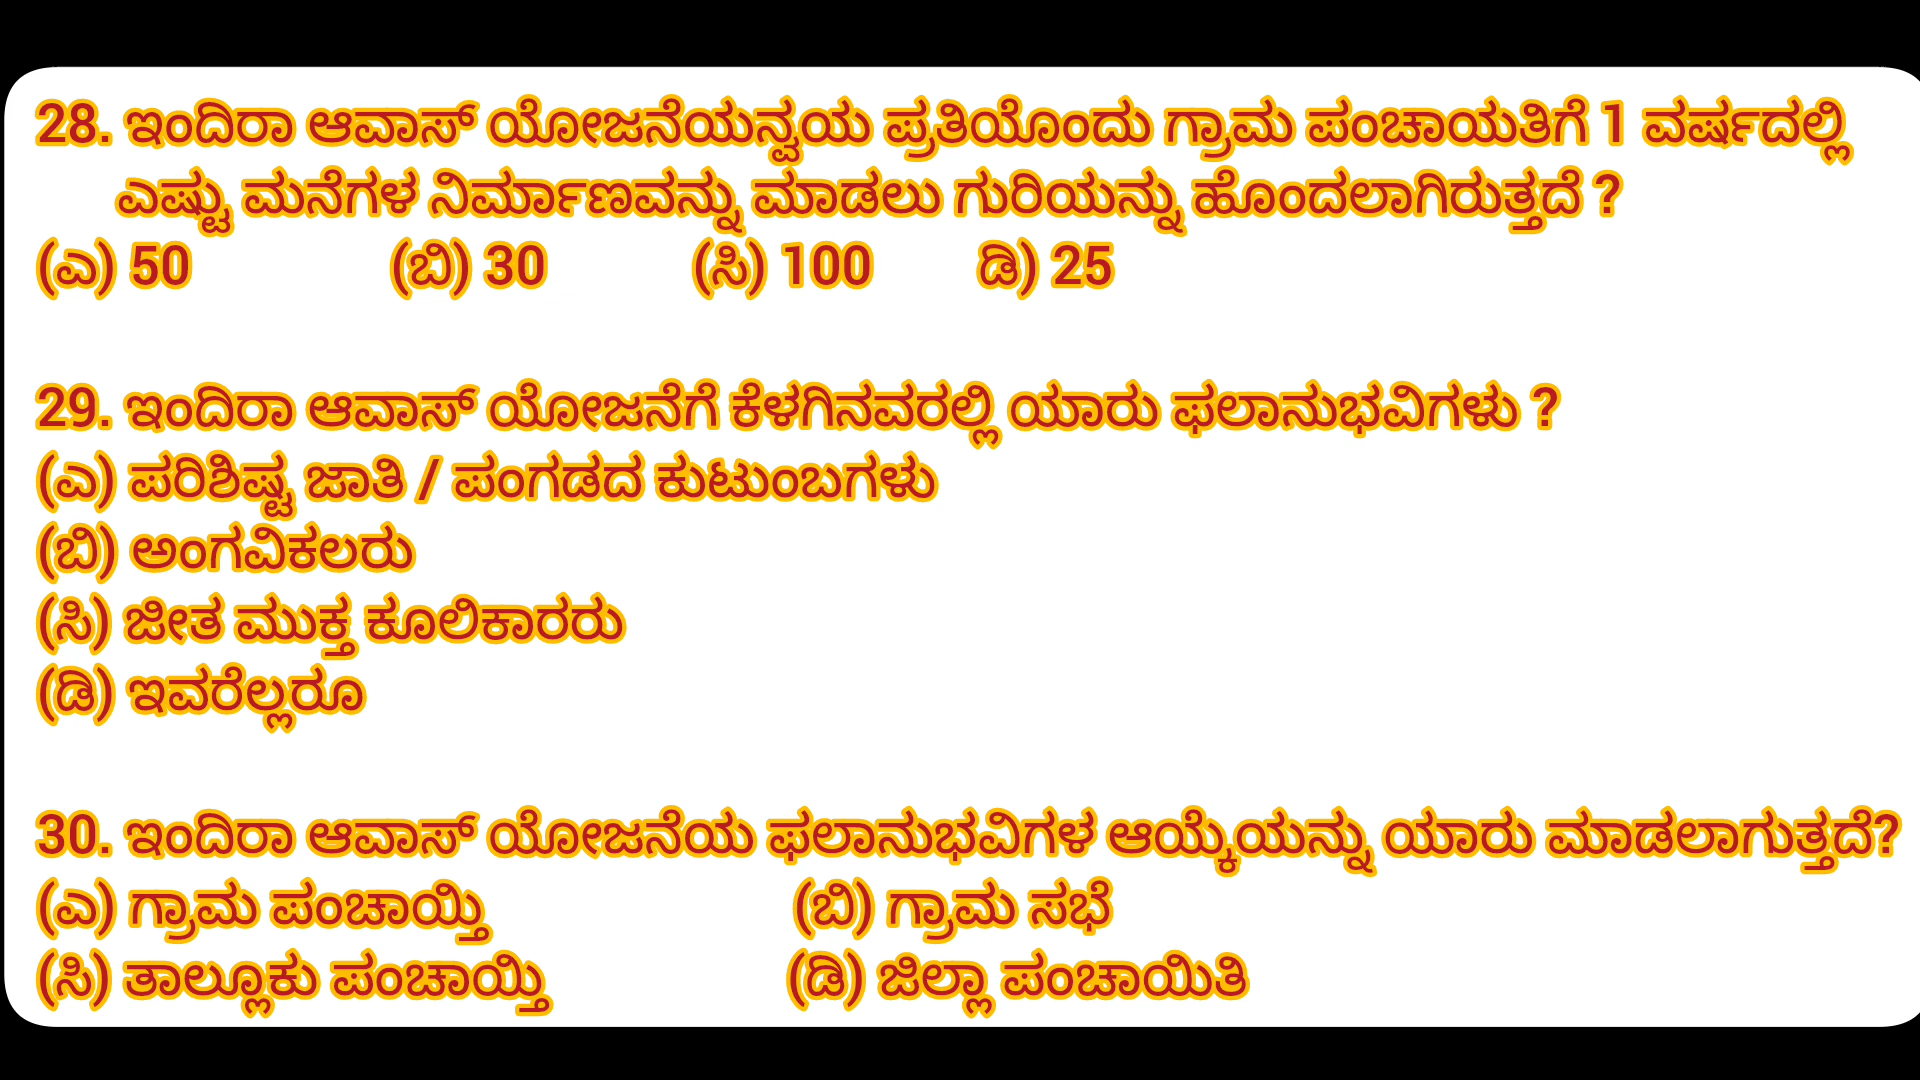 28. ಇಂದಿರಾ ಆವಾಸ್ ಯೋಜನೆಯನ್ವಯ ಪ್ರತಿಯೊಂದು ಗ್ರಾಮ ಪಂಚಾಯತಿಗೆ 1 ವರ್ಷದಲ್ಲಿ
ಎಷ್ಟು ಮನೆಗಳ ನಿರ್ಮಾಣವನ್ನು ಮಾಡಲು ಗುರಿಯನ್ನು ಹೊಂದಲಾಗಿರುತ್ತದೆ ?
(ಎ) 50 (ಬಿ) 30 (ಸಿ) 100 ಡಿ) 25
29. ಇಂದಿರಾ ಆವಾಸ್ ಯೋಜನೆಗೆ ಕೆಳಗಿನವರಲ್ಲಿ ಯಾರು ಫಲಾನುಭವಿಗಳು ?
(ಎ) ಪರಿಶಿಷ್ಟ ಜಾತಿ / ಪಂಗಡದ ಕುಟುಂಬಗಳು
(ಬಿ) ಅಂಗವಿಕಲರು
(ಸಿ) ಜೀತ ಮುಕ್ತ ಕೂಲಿಕಾರರು
(ಡಿ) ಇವರೆಲ್ಲರೂ
30. ಇಂದಿರಾ ಆವಾಸ್ ಯೋಜನೆಯ ಫಲಾನುಭವಿಗಳ ಆಯ್ಕೆಯನ್ನು ಯಾರು ಮಾಡಲಾಗುತ್ತದೆ?
(ಎ) ಗ್ರಾಮ ಪಂಚಾಯ್ತಿ (ಬಿ) ಗ್ರಾಮ ಸಭೆ
(ಸಿ) ತಾಲ್ಲೂಕು ಪಂಚಾಯ್ತಿ (ಡಿ) ಜಿಲ್ಲಾ ಪಂಚಾಯಿತಿ